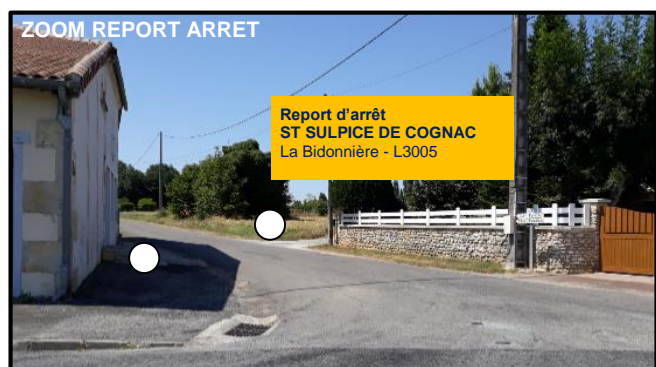 ZOOM REPORT ARRET
Report d’arrêt
ST SULPICE DE COGNAC
La Bidonnière - L3005